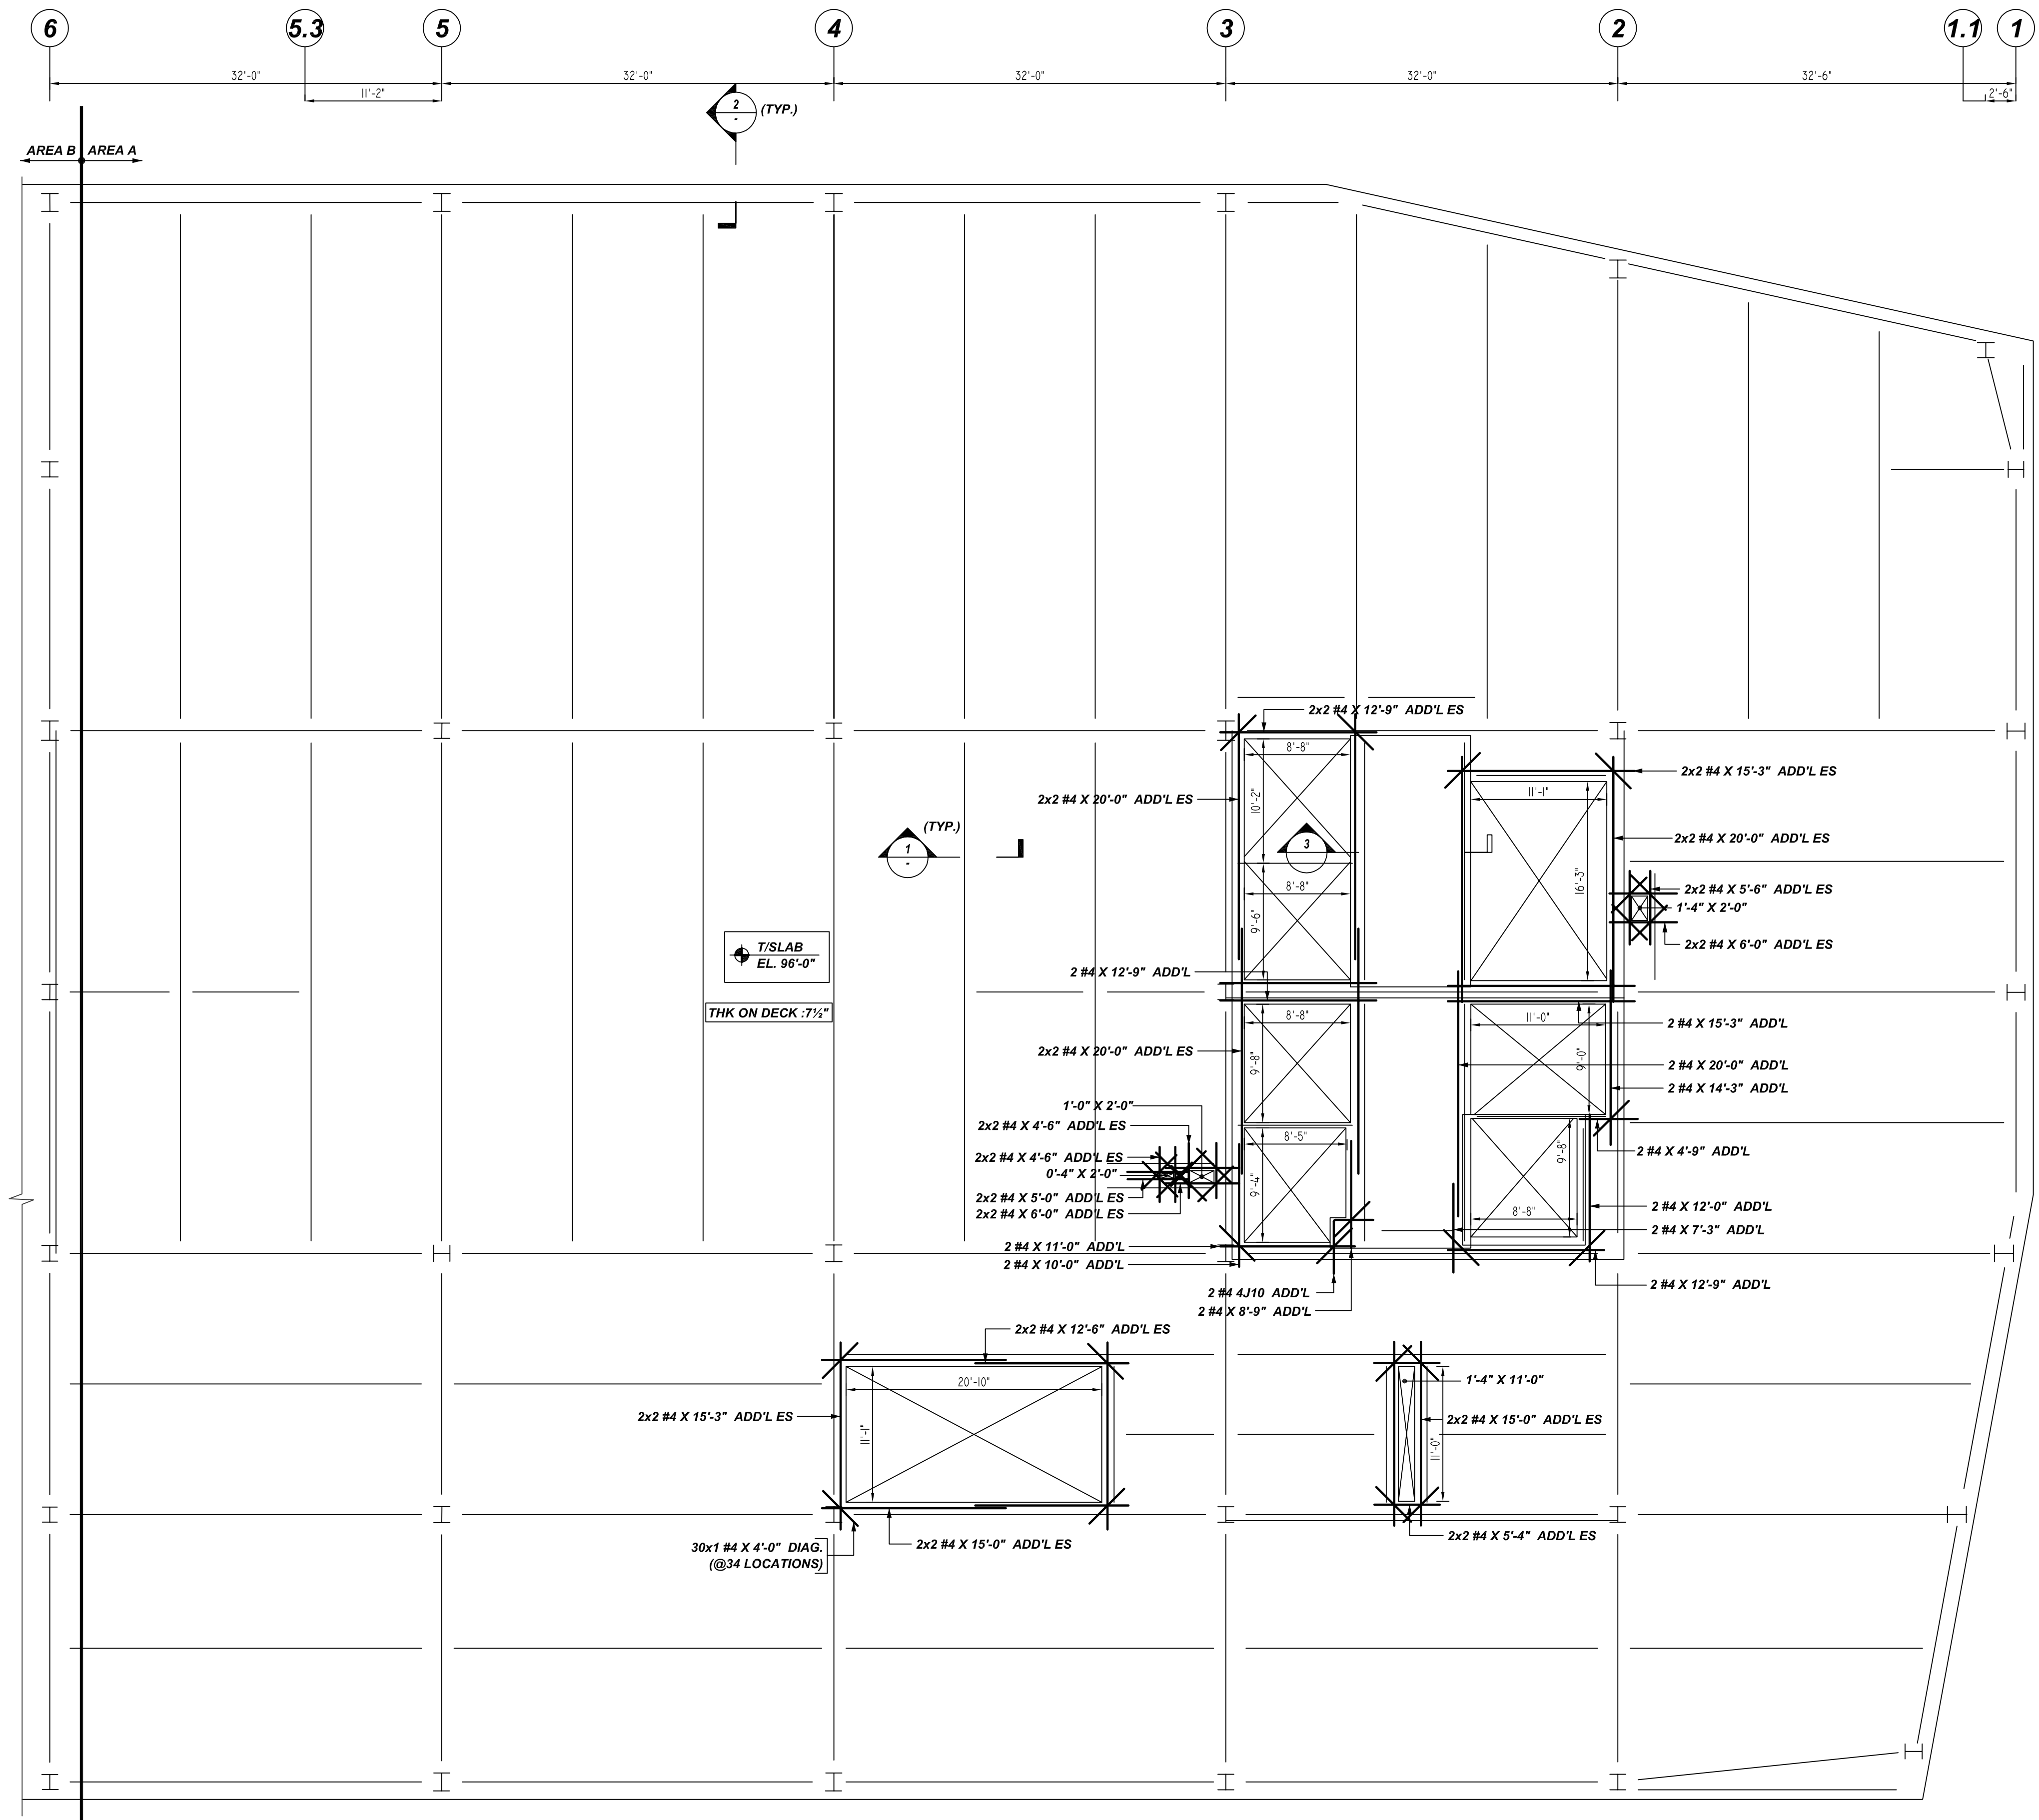 6
5.3
5
4
3
2
1.1
1
32'-0"
32'-0"
32'-0"
32'-0"
32'-6"
11'-2"
2'-6"
2
-
(TYP.)
AREA B
AREA A
2x2 #4 X 12'-9" ADD'L ES
8'-8"
2x2 #4 X 15'-3" ADD'L ES
2x2 #4 X 20'-0" ADD'L ES
10'-2"
11'-1"
(TYP.)
1
-
3
2x2 #4 X 20'-0" ADD'L ES
8'-8"
16'-3"
2x2 #4 X 5'-6" ADD'L ES
1'-4" X 2'-0"
9'-6"
2x2 #4 X 6'-0" ADD'L ES
T/SLAB
EL. 96'-0"
2 #4 X 12'-9" ADD'L
THK ON DECK :7½"
8'-8"
11'-0"
2 #4 X 15'-3" ADD'L
2x2 #4 X 20'-0" ADD'L ES
9'-8"
9'-0"
2 #4 X 20'-0" ADD'L
2 #4 X 14'-3" ADD'L
1'-0" X 2'-0"
2x2 #4 X 4'-6" ADD'L ES
8'-5"
9'-8"
2 #4 X 4'-9" ADD'L
2x2 #4 X 4'-6" ADD'L ES
0'-4" X 2'-0"
9'-4"
2x2 #4 X 5'-0" ADD'L ES
2x2 #4 X 6'-0" ADD'L ES
8'-8"
2 #4 X 12'-0" ADD'L
2 #4 X 7'-3" ADD'L
2 #4 X 11'-0" ADD'L
2 #4 X 10'-0" ADD'L
2 #4 X 12'-9" ADD'L
2 #4 4J10 ADD'L
2 #4 X 8'-9" ADD'L
2x2 #4 X 12'-6" ADD'L ES
20'-10"
1'-4" X 11'-0"
2x2 #4 X 15'-3" ADD'L ES
11'-1"
2x2 #4 X 15'-0" ADD'L ES
11'-0"
2x2 #4 X 5'-4" ADD'L ES
30x1 #4 X 4'-0" DIAG.
(@34 LOCATIONS)
2x2 #4 X 15'-0" ADD'L ES